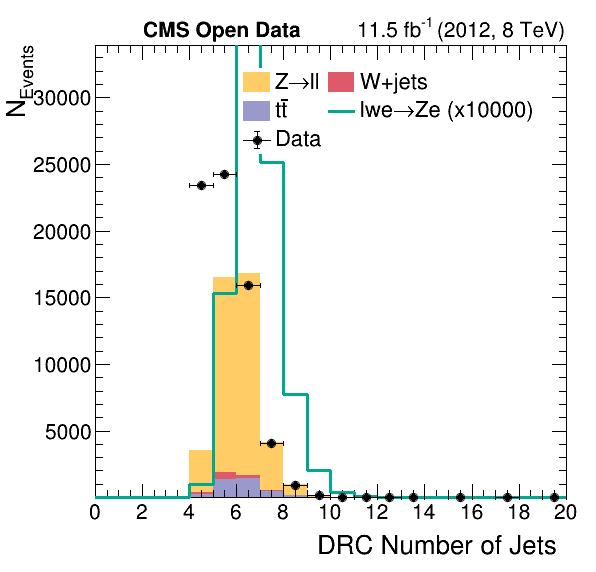 CMS Open Data 11.5 fb-1 (2012, 8 TeV)
NEvents
Z→ll W+jets
tt̄ lwe→Ze (x10000)
Data
30000
25000
20000
15000
10000
5000
0 2 4 6 8 10 12 14 16 18 20
DRC Number of Jets